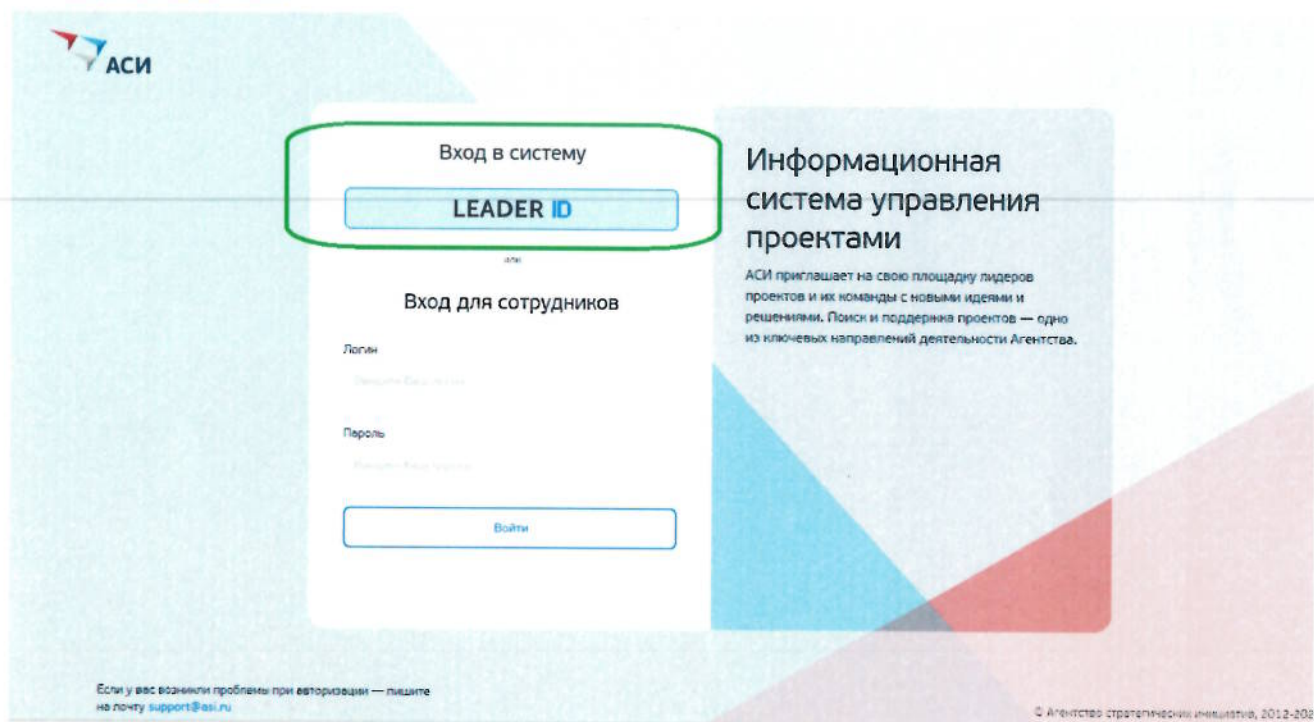 АСИ
Вход в систему
LEADER ID
или
Вход для сотрудников
Логин
Пароль
Войти
Информационная
система управления
проектами
АСИ приглашает на свою площадку лидеров
проектов и их команды с новыми идеями и
решениями. Поиск и поддержка проектов — одно
из ключевых направлений деятельности Агентства.
Если у вас возникли проблемы при авторизации — пишите
на почту support@asi.ru
© Агентство стратегических инициатив, 2012-